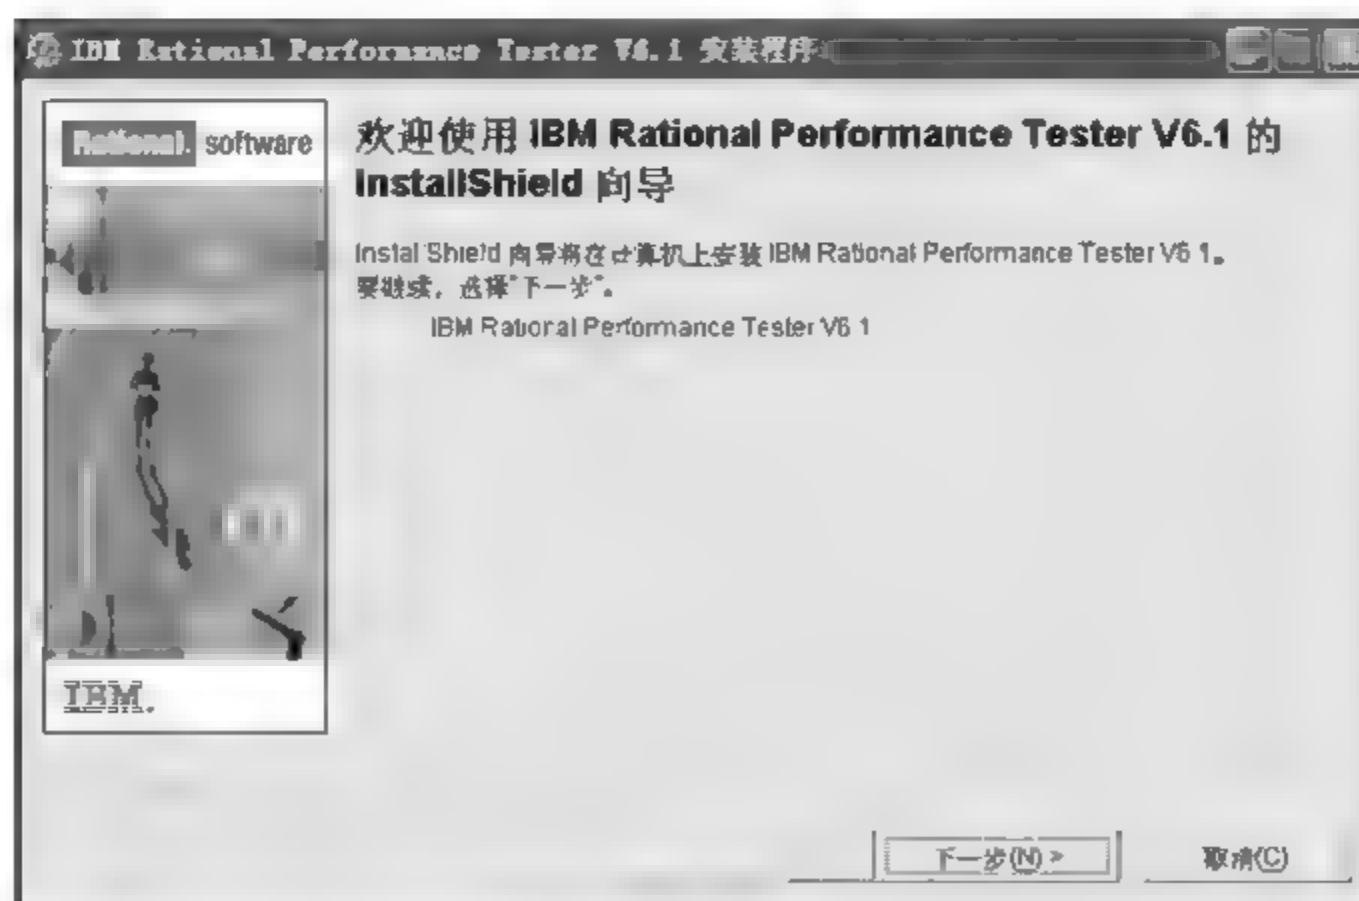 IBM Rational Performance Tester V6.1 安装程序
Rational. software
欢迎使用 IBM Rational Performance Tester V6.1 的
InstallShield 向导
InstallShield 向导将在计算机上安装 IBM Rational Performance Tester V6.1。
要继续，选择“下一步”。
IBM Rational Performance Tester V6.1
IBM.
下一步(N) >
取消(C)